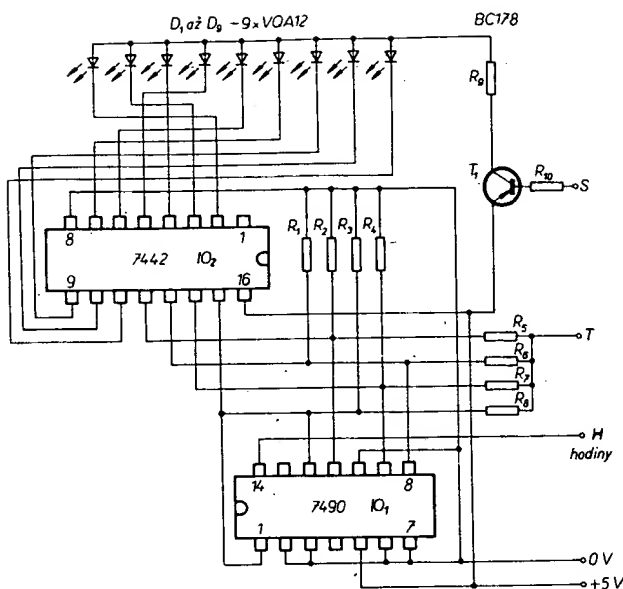 D₁ až D₉ - 9×VQA12
BC178
R₉
T₁
R₁₀
S
R₁ R₂ R₃ R₄
8 1
7442 IO₂
9 16
R₅
T
R₆
R₇
R₈
H
hodiny
14 8
7490 IO₁
1 7
0 V
+5 V